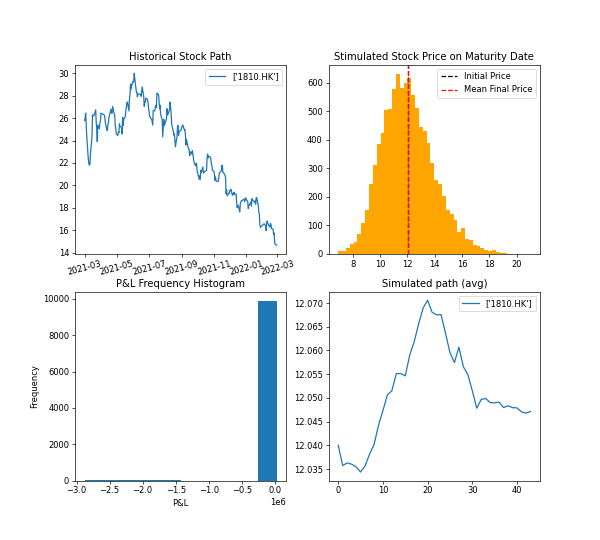 Historical Stock Path
['1810.HK']
30
28
26
24
22
20
18
16
14
2021-03 2021-05 2021-07 2021-09 2021-11 2022-01 2022-03
Stimulated Stock Price on Maturity Date
Initial Price
Mean Final Price
600
500
400
300
200
100
0
8 10 12 14 16 18 20
P&L Frequency Histogram
Frequency
10000
8000
6000
4000
2000
0
−3.0 −2.5 −2.0 −1.5 −1.0 −0.5 0.0
1e6
P&L
Simulated path (avg)
['1810.HK']
12.070
12.065
12.060
12.055
12.050
12.045
12.040
12.035
0 10 20 30 40